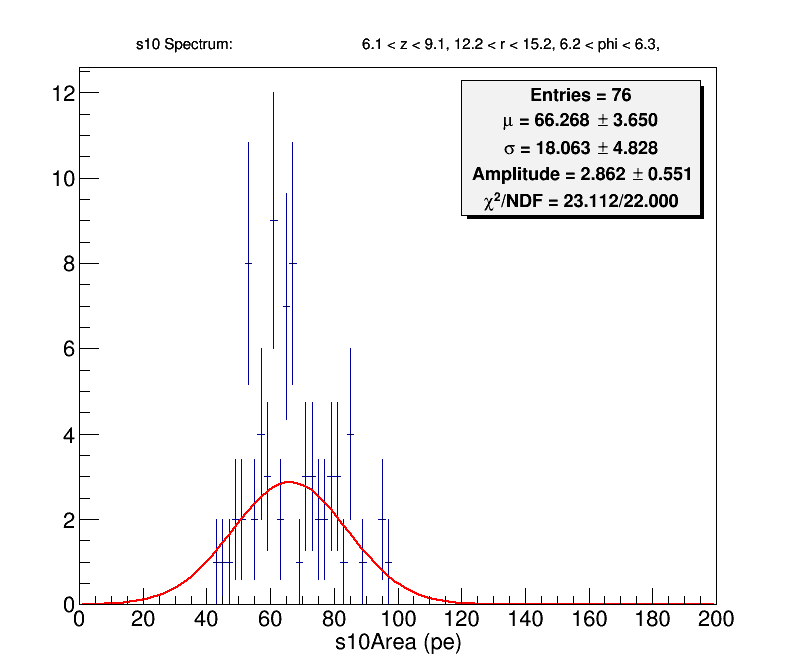 s10 Spectrum: 6.1 < z < 9.1, 12.2 < r < 15.2, 6.2 < phi < 6.3,
Entries = 76
μ = 66.268 ± 3.650
σ = 18.063 ± 4.828
Amplitude = 2.862 ± 0.551
χ²/NDF = 23.112/22.000
12
10
8
6
4
2
0
0 20 40 60 80 100 120 140 160 180 200
s10Area (pe)